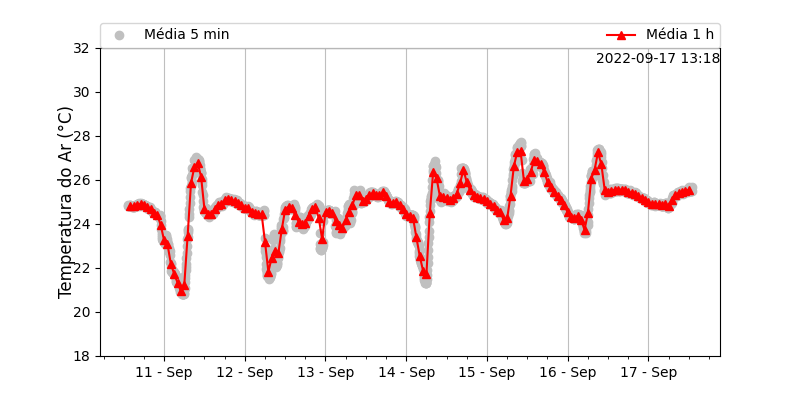 Média 5 min
Média 1 h
2022-09-17 13:18
Temperatura do Ar (°C)
32
30
28
26
24
22
20
18
11 - Sep
12 - Sep
13 - Sep
14 - Sep
15 - Sep
16 - Sep
17 - Sep